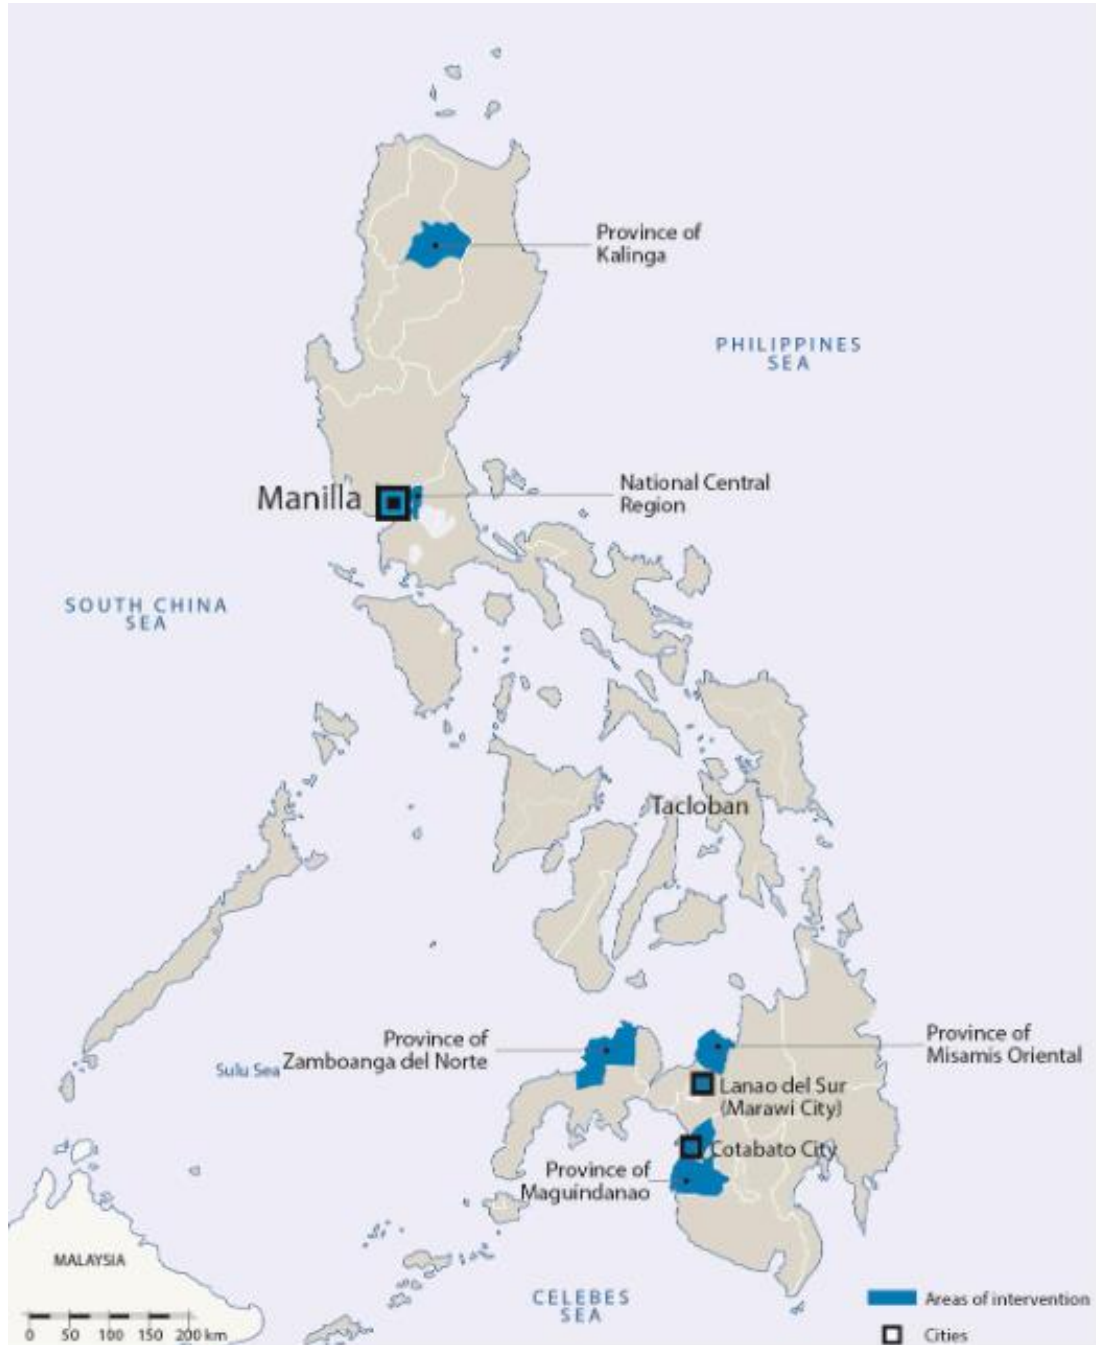 Province of
Kalinga
PHILIPPINES
SEA
National Central
Region
Manilla
SOUTH CHINA
SEA
Tacloban
Province of
Zamboanga del Norte
Sulu Sea
Province of
Misamis Oriental
Lanao del Sur
(Marawi City)
Cotabato City
Province of
Maguindanao
MALAYSIA
CELEBES
SEA
Areas of intervention
Cities
0 50 100 150 200 km